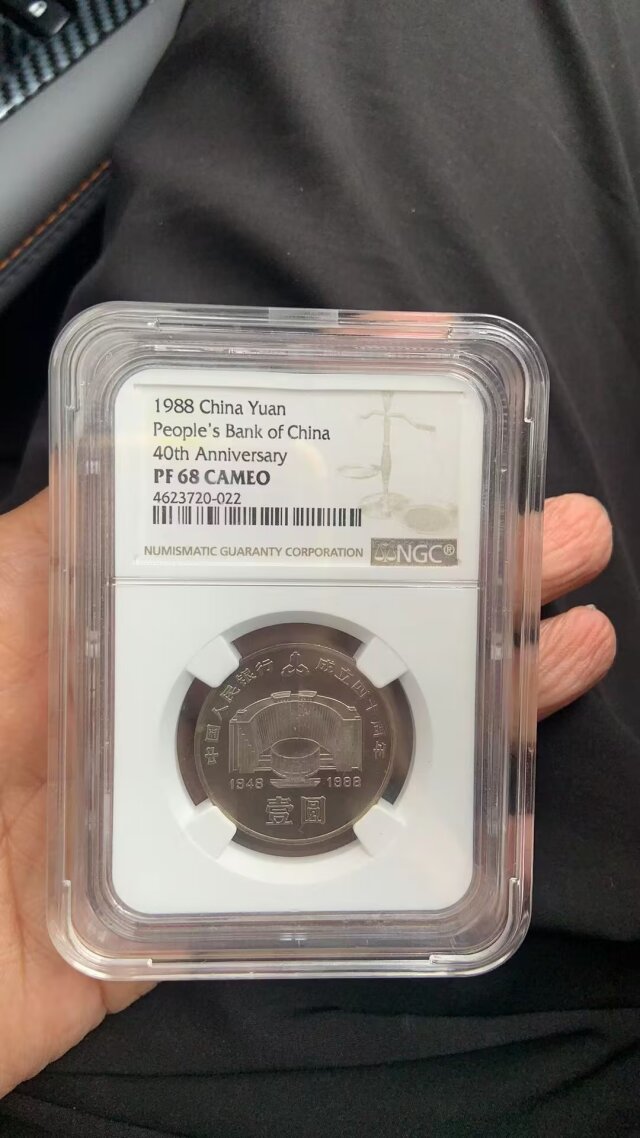 1988 China Yuan
People's Bank of China
40th Anniversary
PF 68 CAMEO
4623720-022
NUMISMATIC GUARANTY CORPORATION NGC®
中国人民银行 成立四十周年
1948 1988
壹圆